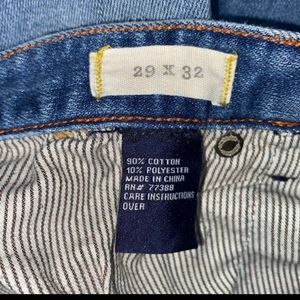 29 X 32
90% COTTON
10% POLYESTER
MADE IN CHINA
RN# 77388
CARE INSTRUCTIONS
OVER